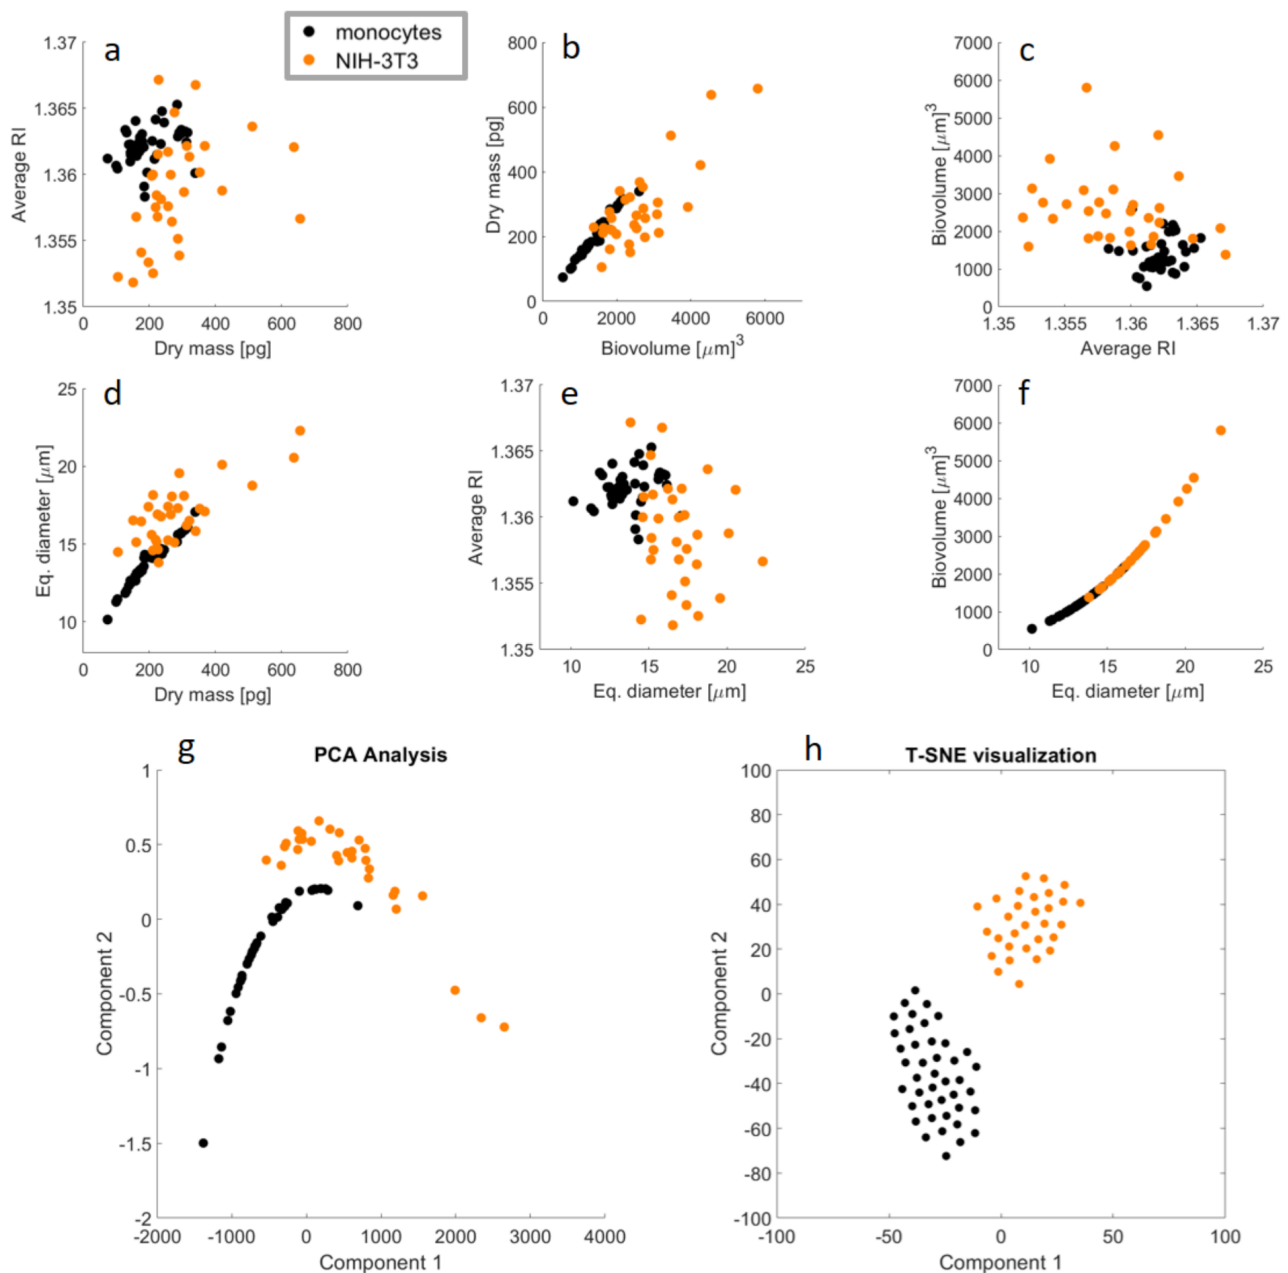 monocytes
NIH-3T3
a
1.37
1.365
1.36
1.355
1.35
Average RI
0 200 400 600 800
Dry mass [pg]
b
800
600
400
200
0
Dry mass [pg]
0 2000 4000 6000
Biovolume [μm]3
c
7000
6000
5000
4000
3000
2000
1000
0
Biovolume [μm]3
1.35 1.355 1.36 1.365 1.37
Average RI
d
25
20
15
10
Eq. diameter [μm]
0 200 400 600 800
Dry mass [pg]
e
1.37
1.365
1.36
1.355
1.35
Average RI
10 15 20 25
Eq. diameter [μm]
f
7000
6000
5000
4000
3000
2000
1000
0
Biovolume [μm]3
10 15 20 25
Eq. diameter [μm]
g
PCA Analysis
1
0.5
0
-0.5
-1
-1.5
-2
Component 2
-2000 -1000 0 1000 2000 3000 4000
Component 1
h
T-SNE visualization
100
80
60
40
20
0
-20
-40
-60
-80
-100
Component 2
-100 -50 0 50 100
Component 1